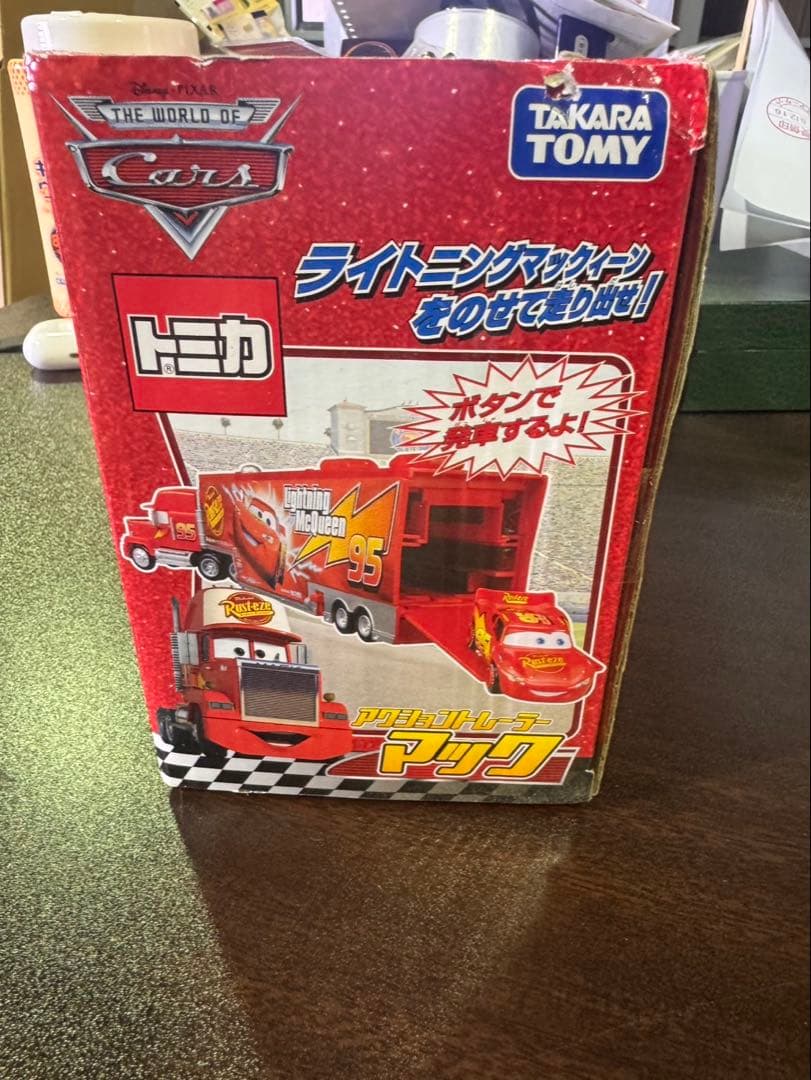 Disney · PIXAR
THE WORLD OF
Cars
TAKARA
TOMY
ライトニングマックィーン
をのせて走り出せ!
トミカ®
ボタンで
発車するよ!
Lightning
McQueen
95
95
Rust-eze
Rust-eze
アクショントレーラー
マック